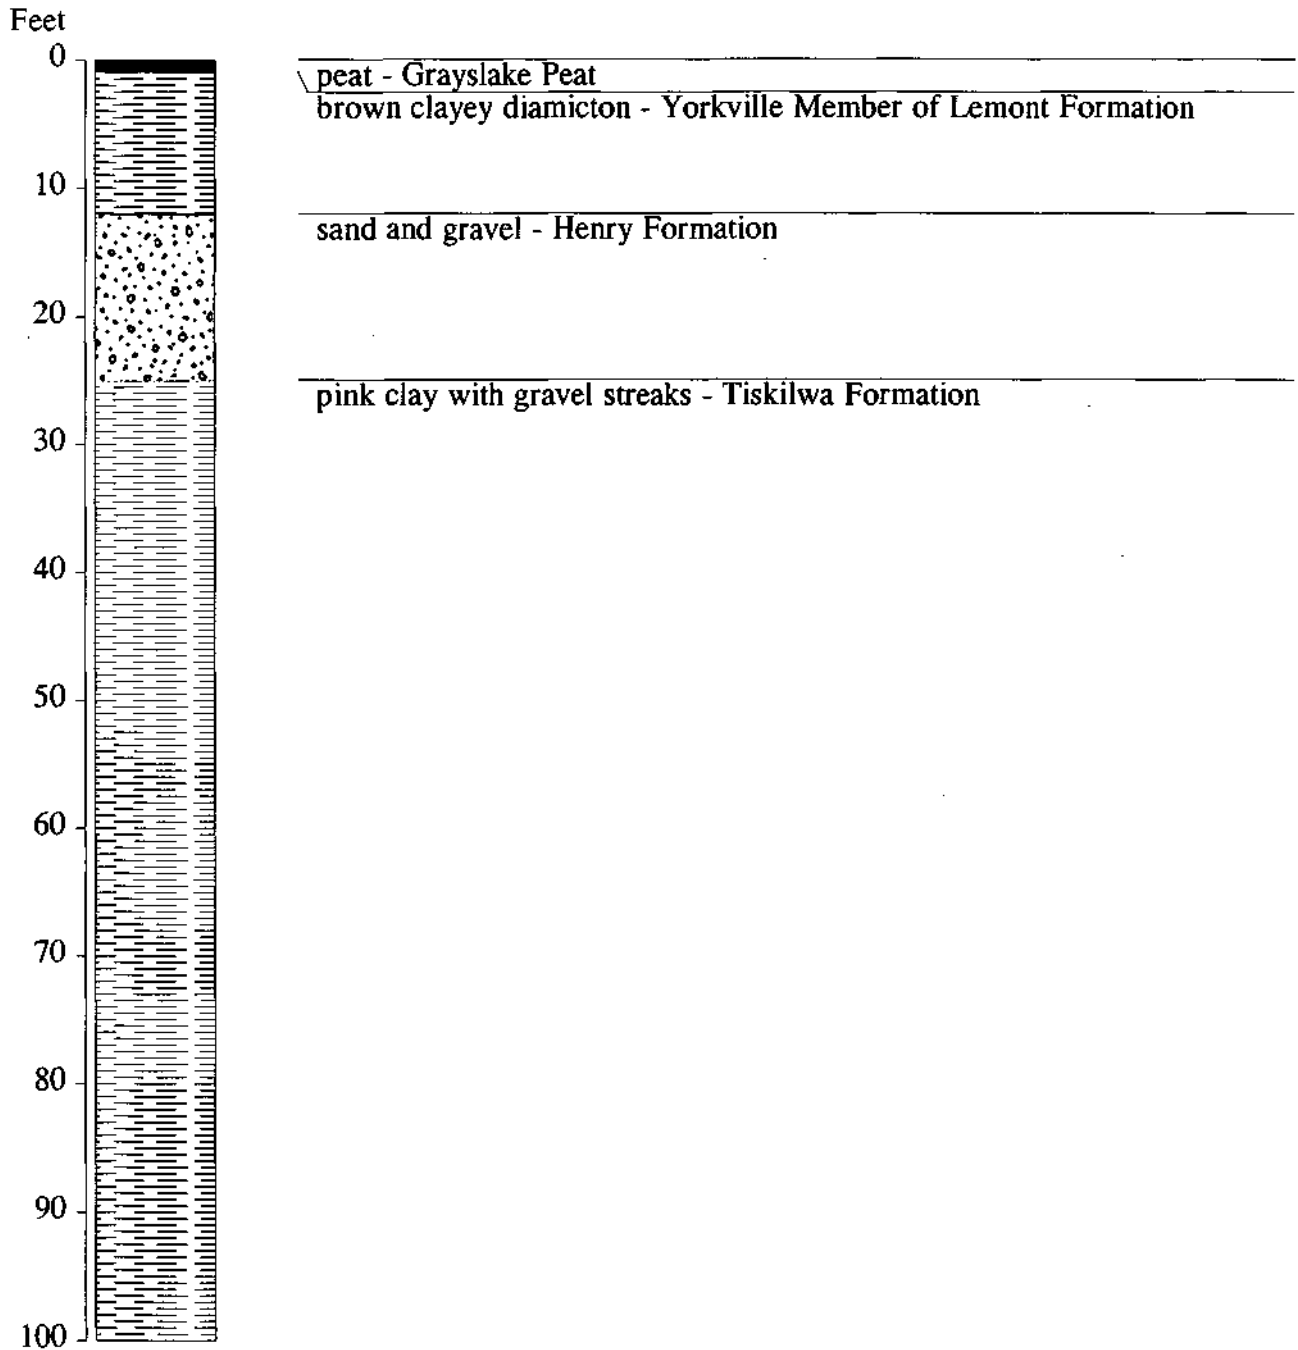 Feet
0
peat - Grayslake Peat
brown clayey diamicton - Yorkville Member of Lemont Formation
10
sand and gravel - Henry Formation
20
pink clay with gravel streaks - Tiskilwa Formation
30
40
50
60
70
80
90
100